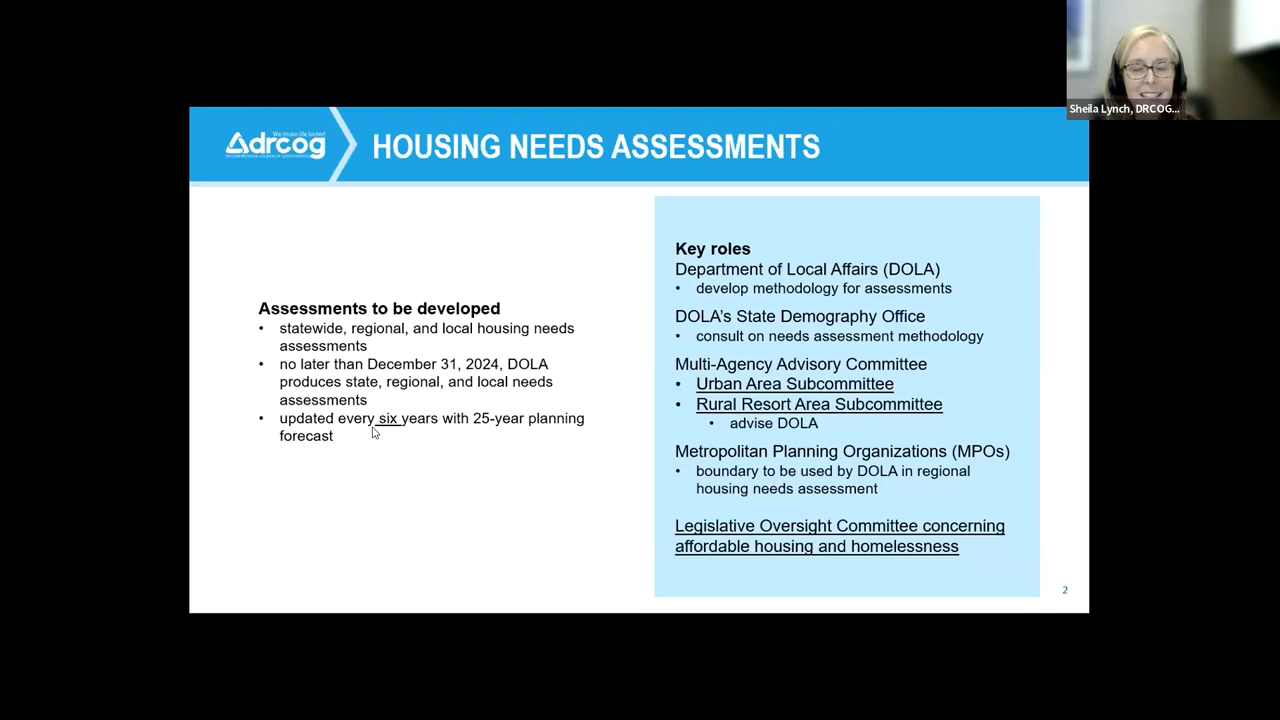 Sheila Lynch, DRCOG...
We make life better!
drcog
HOUSING NEEDS ASSESSMENTS
Assessments to be developed
• statewide, regional, and local housing needs
assessments
• no later than December 31, 2024, DOLA
produces state, regional, and local needs
assessments
• updated every six years with 25-year planning
forecast
Key roles
Department of Local Affairs (DOLA)
• develop methodology for assessments
DOLA’s State Demography Office
• consult on needs assessment methodology
Multi-Agency Advisory Committee
• Urban Area Subcommittee
• Rural Resort Area Subcommittee
• advise DOLA
Metropolitan Planning Organizations (MPOs)
• boundary to be used by DOLA in regional
housing needs assessment
Legislative Oversight Committee concerning
affordable housing and homelessness
2